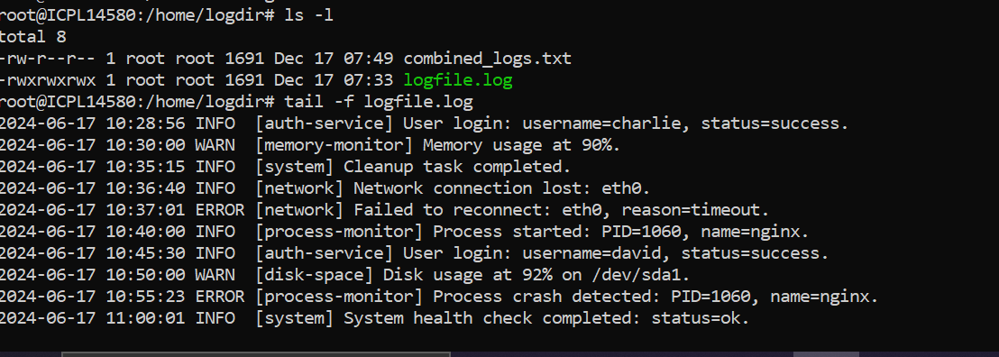 root@ICPL14580:/home/logdir# ls -l
total 8
-rw-r--r-- 1 root root 1691 Dec 17 07:49 combined_logs.txt
-rwxrwxrwx 1 root root 1691 Dec 17 07:33 logfile.log
root@ICPL14580:/home/logdir# tail -f logfile.log
2024-06-17 10:28:56 INFO  [auth-service] User login: username=charlie, status=success.
2024-06-17 10:30:00 WARN  [memory-monitor] Memory usage at 90%.
2024-06-17 10:35:15 INFO  [system] Cleanup task completed.
2024-06-17 10:36:40 INFO  [network] Network connection lost: eth0.
2024-06-17 10:37:01 ERROR [network] Failed to reconnect: eth0, reason=timeout.
2024-06-17 10:40:00 INFO  [process-monitor] Process started: PID=1060, name=nginx.
2024-06-17 10:45:30 INFO  [auth-service] User login: username=david, status=success.
2024-06-17 10:50:00 WARN  [disk-space] Disk usage at 92% on /dev/sda1.
2024-06-17 10:55:23 ERROR [process-monitor] Process crash detected: PID=1060, name=nginx.
2024-06-17 11:00:01 INFO  [system] System health check completed: status=ok.